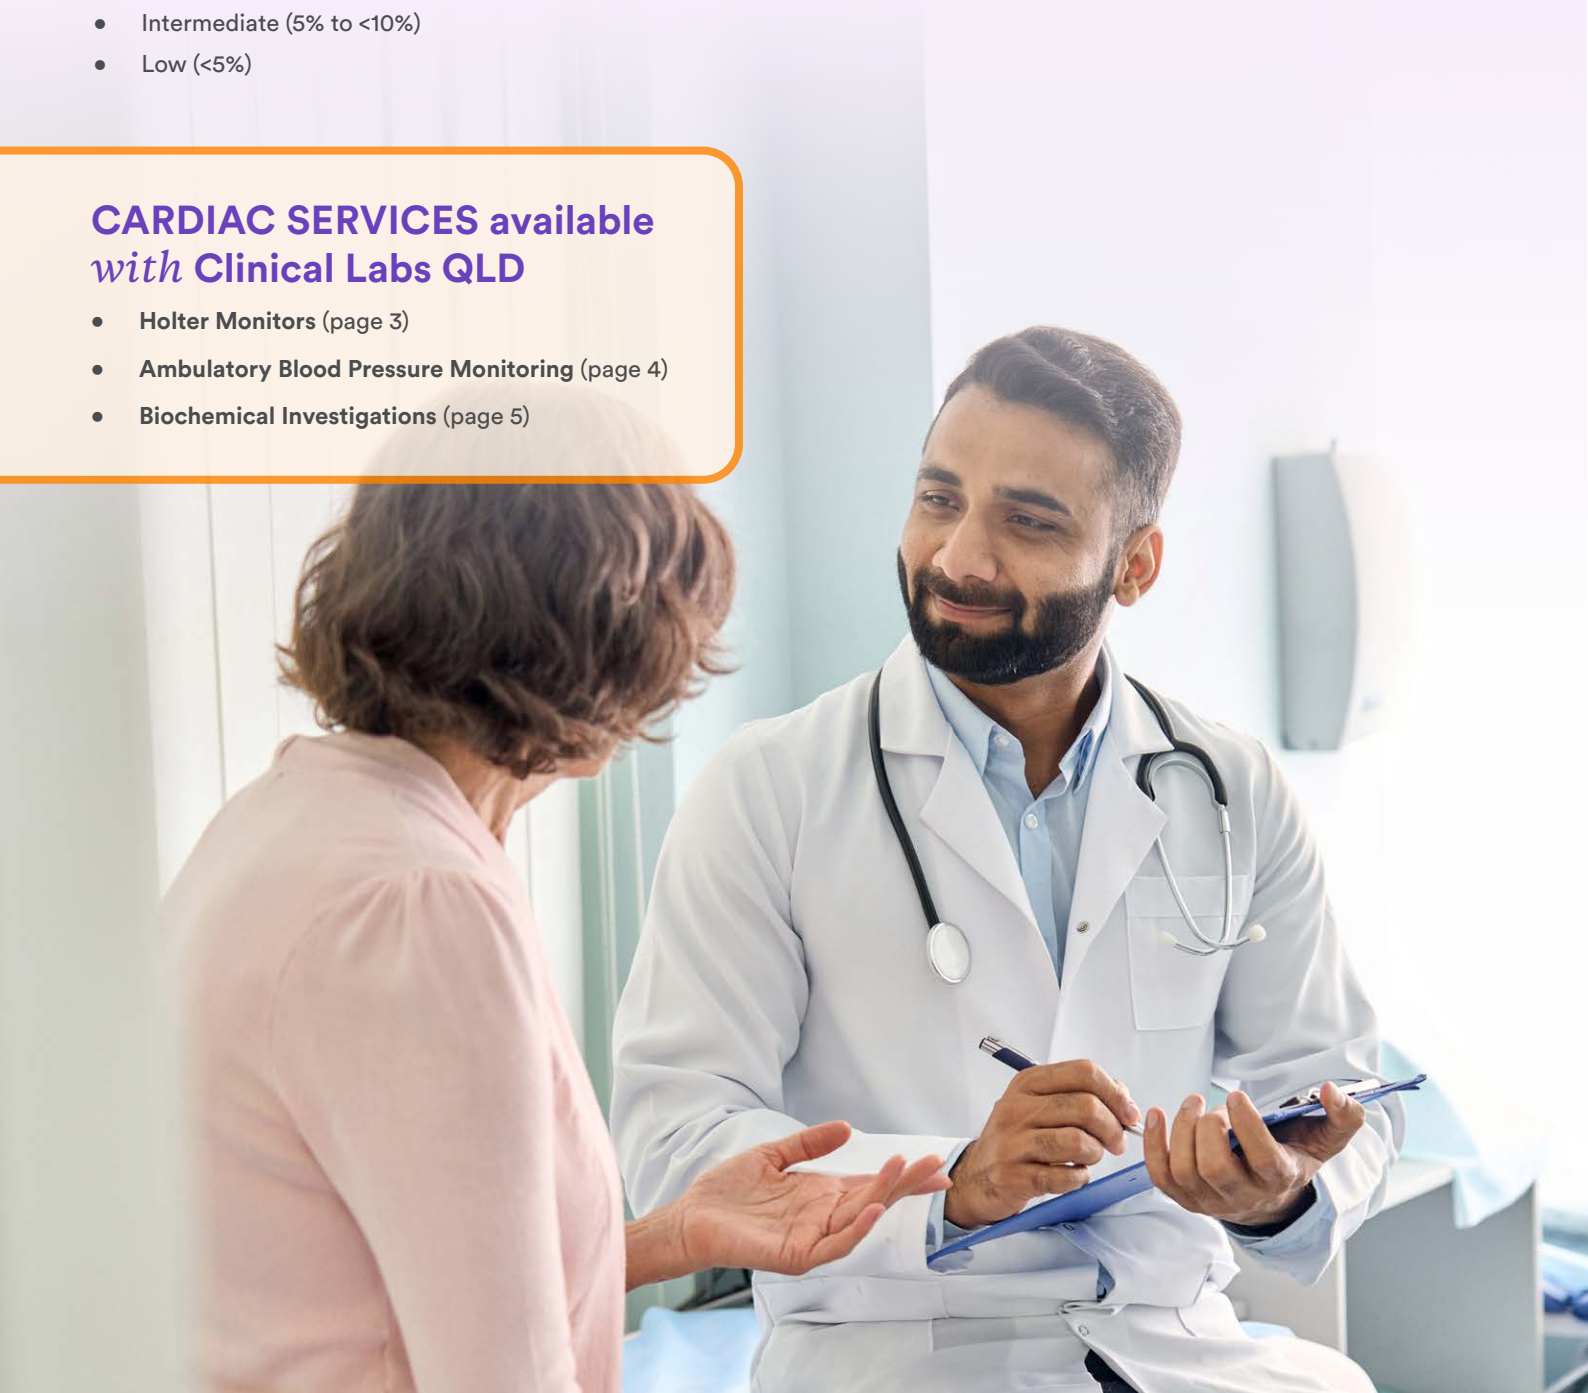 ● Intermediate (5% to <10%)
● Low (<5%)
CARDIAC SERVICES available
with Clinical Labs QLD
● Holter Monitors (page 3)
● Ambulatory Blood Pressure Monitoring (page 4)
● Biochemical Investigations (page 5)